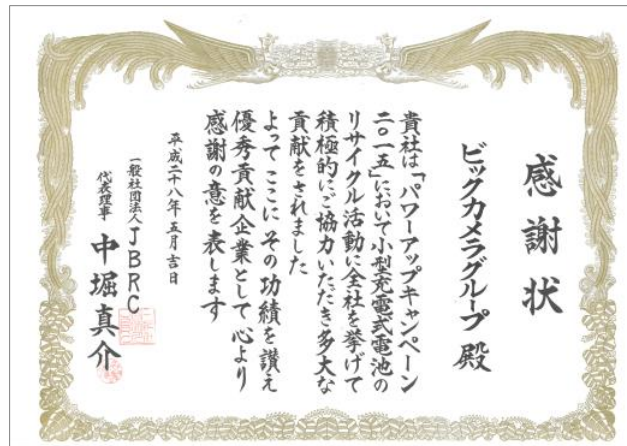 感謝状
ビックカメラグループ 殿
貴社は「パワーアップキャンペーン
二〇一五」において小型充電式電池の
リサイクル活動に全社を挙げて
積極的にご協力いただき多大な
貢献をされました
よって ここに その功績を讃え
優秀貢献企業として 心より
感謝の意を表します
平成二十八年五月吉日
一般社団法人JBRC
代表理事 中堀真介